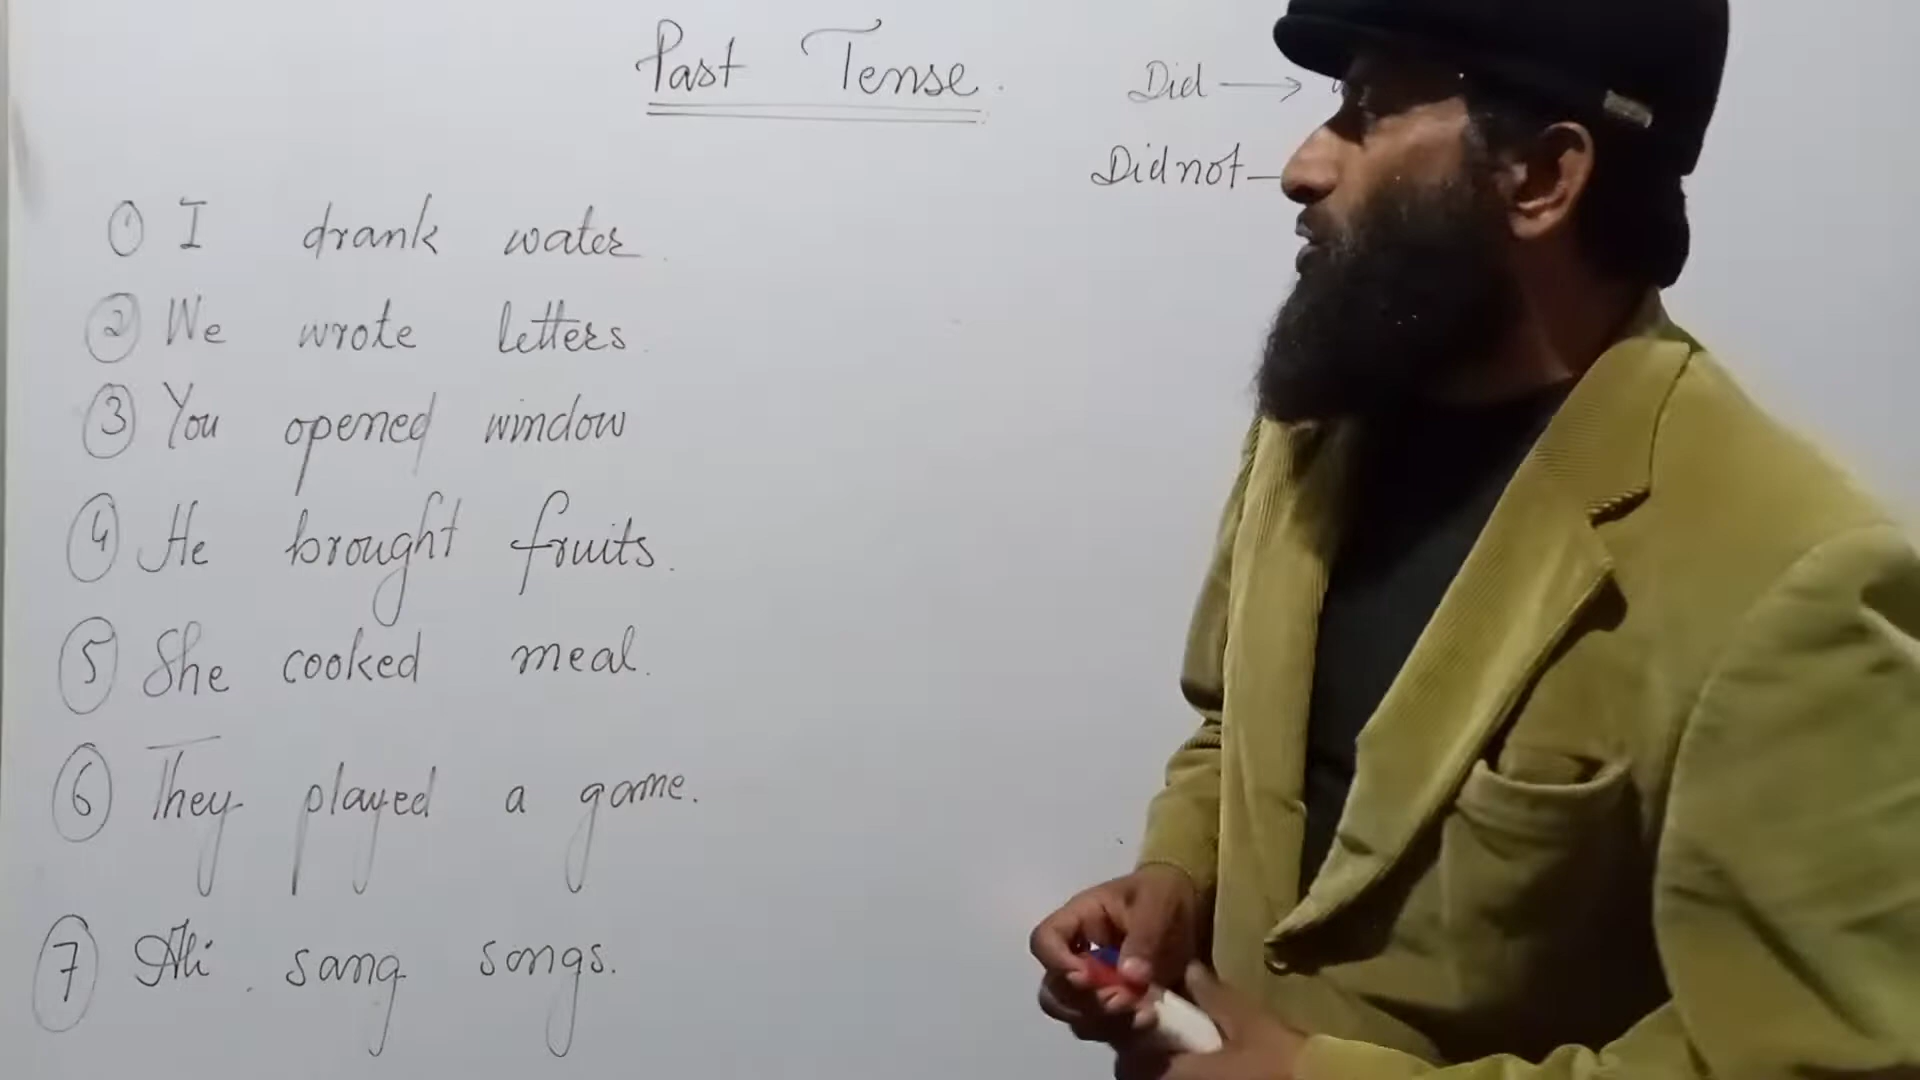 Past Tense.
Did →
Did not —
① I drank water.
② We wrote letters.
③ You opened window
④ He brought fruits.
⑤ She cooked meal.
⑥ They played a game.
⑦ Ali. sang songs.